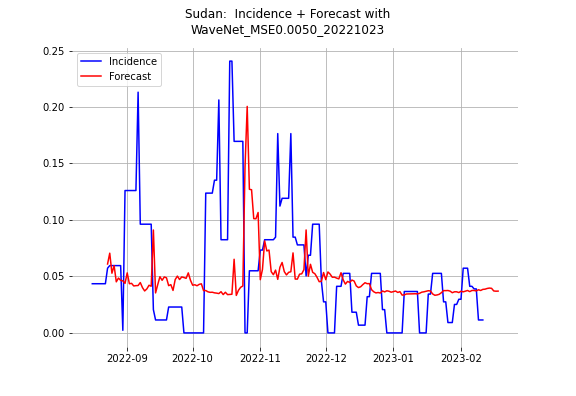 Sudan:  Incidence + Forecast with
WaveNet_MSE0.0050_20221023
Incidence
Forecast
0.25
0.20
0.15
0.10
0.05
0.00
2022-09 2022-10 2022-11 2022-12 2023-01 2023-02